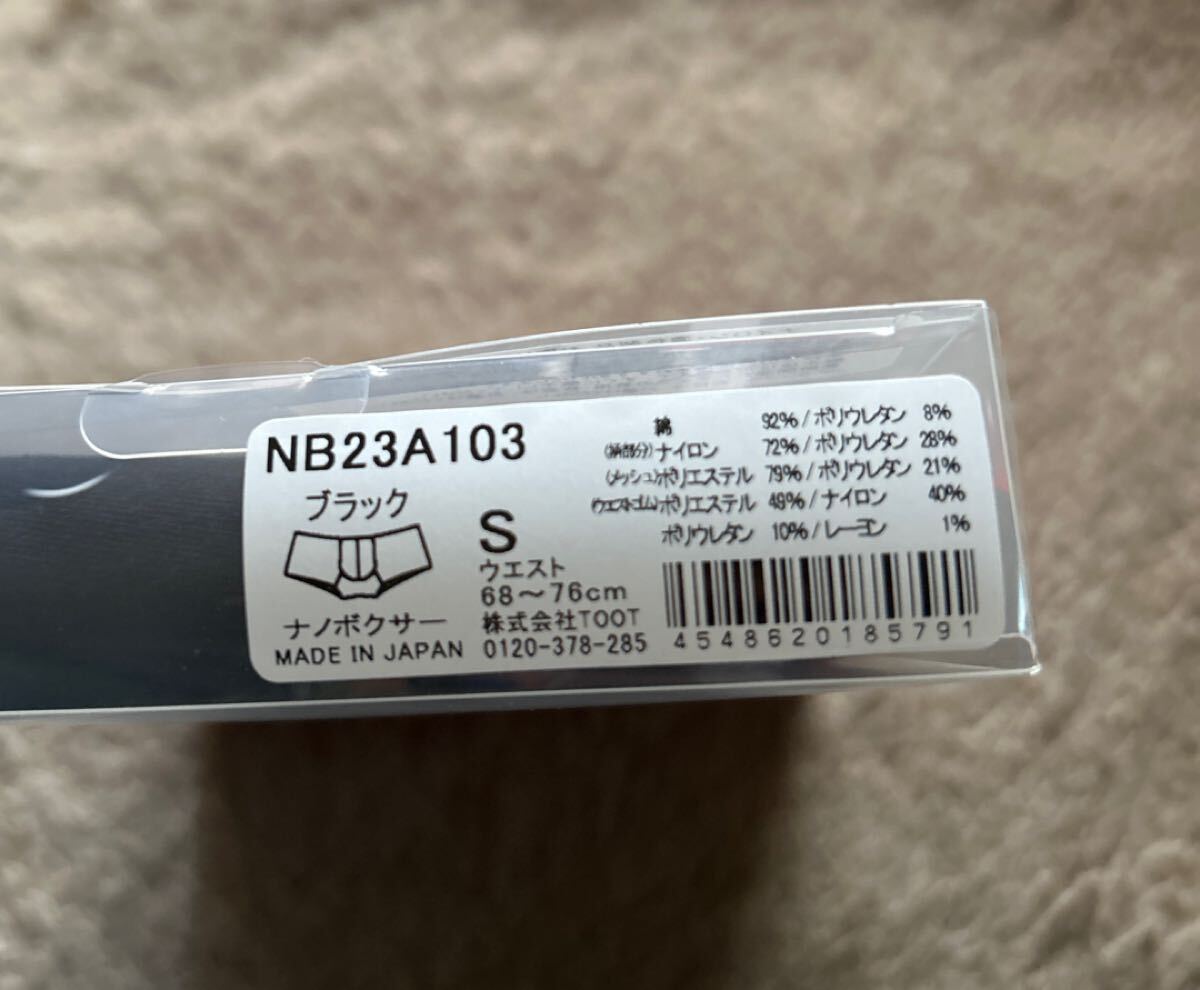 NB23A103
ブラック
ナノボクサー
MADE IN JAPAN
S
ウエスト
68～76cm
株式会社TOOT
0120-378-285
綿 92%/ポリウレタン 8%
(柄部分)ナイロン 72%/ポリウレタン 28%
(メッシュ)ポリエステル 79%/ポリウレタン 21%
(ウエストゴム)ポリエステル 49%/ナイロン 40%
ポリウレタン 10%/レーヨン 1%
4548620185791